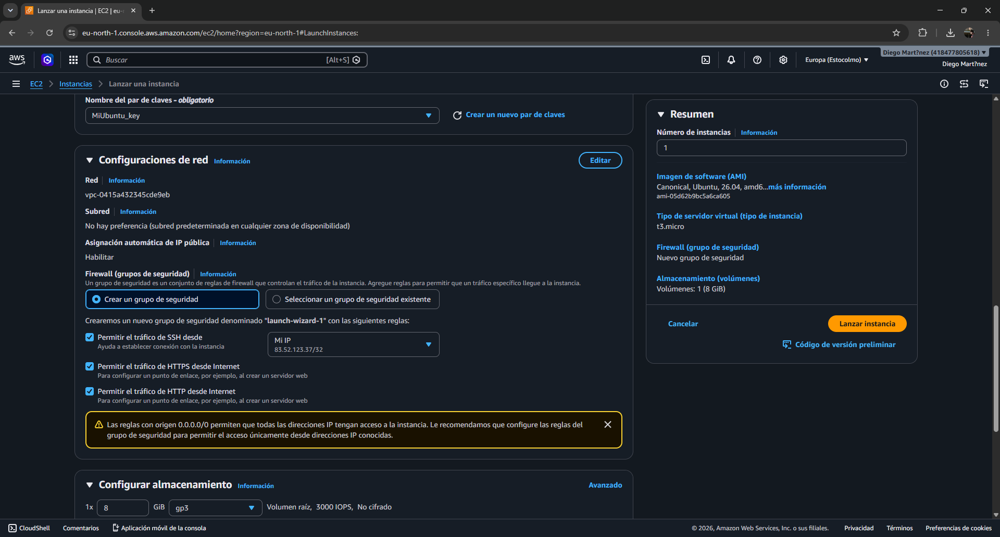 Lanzar una instancia | EC2 | eu-
eu-north-1.console.aws.amazon.com/ec2/home?region=eu-north-1#LaunchInstances:
aws
Buscar
[Alt+S]
Europa (Estocolmo)
Diego Mart?nez (418477805618)
Diego Mart?nez
EC2
Instancias
Lanzar una instancia
Nombre del par de claves - obligatorio
MiUbuntu_key
Crear un nuevo par de claves
Configuraciones de red
Información
Editar
Red
Información
vpc-0415a432345cde9eb
Subred
Información
No hay preferencia (subred predeterminada en cualquier zona de disponibilidad)
Asignación automática de IP pública
Información
Habilitar
Firewall (grupos de seguridad)
Información
Un grupo de seguridad es un conjunto de reglas de firewall que controlan el tráfico de la instancia. Agregue reglas para permitir que un tráfico específico llegue a la instancia.
Crear un grupo de seguridad
Seleccionar un grupo de seguridad existente
Crearemos un nuevo grupo de seguridad denominado "launch-wizard-1" con las siguientes reglas:
Permitir el tráfico de SSH desde
Ayuda a establecer conexión con la instancia
Mi IP
83.52.123.37/32
Permitir el tráfico de HTTPS desde Internet
Para configurar un punto de enlace, por ejemplo, al crear un servidor web
Permitir el tráfico de HTTP desde Internet
Para configurar un punto de enlace, por ejemplo, al crear un servidor web
Las reglas con origen 0.0.0.0/0 permiten que todas las direcciones IP tengan acceso a la instancia. Le recomendamos que configure las reglas del
grupo de seguridad para permitir el acceso únicamente desde direcciones IP conocidas.
Configurar almacenamiento
Información
Avanzado
1x
8
GiB
gp3
Volumen raíz, 3000 IOPS, No cifrado
Resumen
Número de instancias
Información
1
Imagen de software (AMI)
Canonical, Ubuntu, 26.04, amd6...más información
ami-05d62b9bc5a6ca605
Tipo de servidor virtual (tipo de instancia)
t3.micro
Firewall (grupo de seguridad)
Nuevo grupo de seguridad
Almacenamiento (volúmenes)
Volúmenes: 1 (8 GiB)
Cancelar
Lanzar instancia
Código de versión preliminar
CloudShell
Comentarios
Aplicación móvil de la consola
© 2026, Amazon Web Services, Inc. o sus filiales.
Privacidad
Términos
Preferencias de cookies